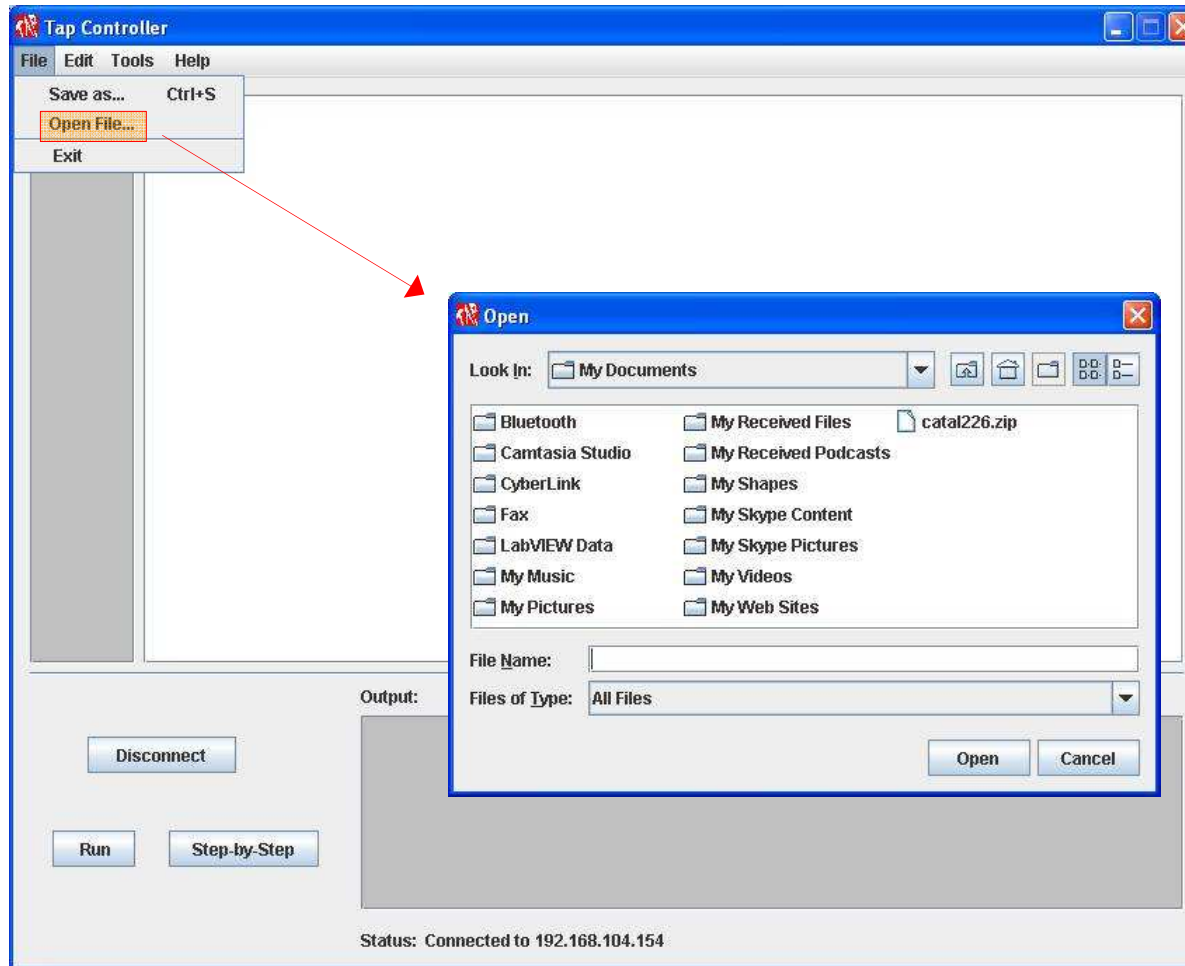 Tap Controller
File Edit Tools Help
Save as... Ctrl+S
Open File...
Exit
Open
Look In: My Documents
Bluetooth My Received Files catal226.zip
Camtasia Studio My Received Podcasts
CyberLink My Shapes
Fax My Skype Content
LabVIEW Data My Skype Pictures
My Music My Videos
My Pictures My Web Sites
File Name:
Files of Type: All Files
Open Cancel
Output:
Disconnect
Run Step-by-Step
Status: Connected to 192.168.104.154